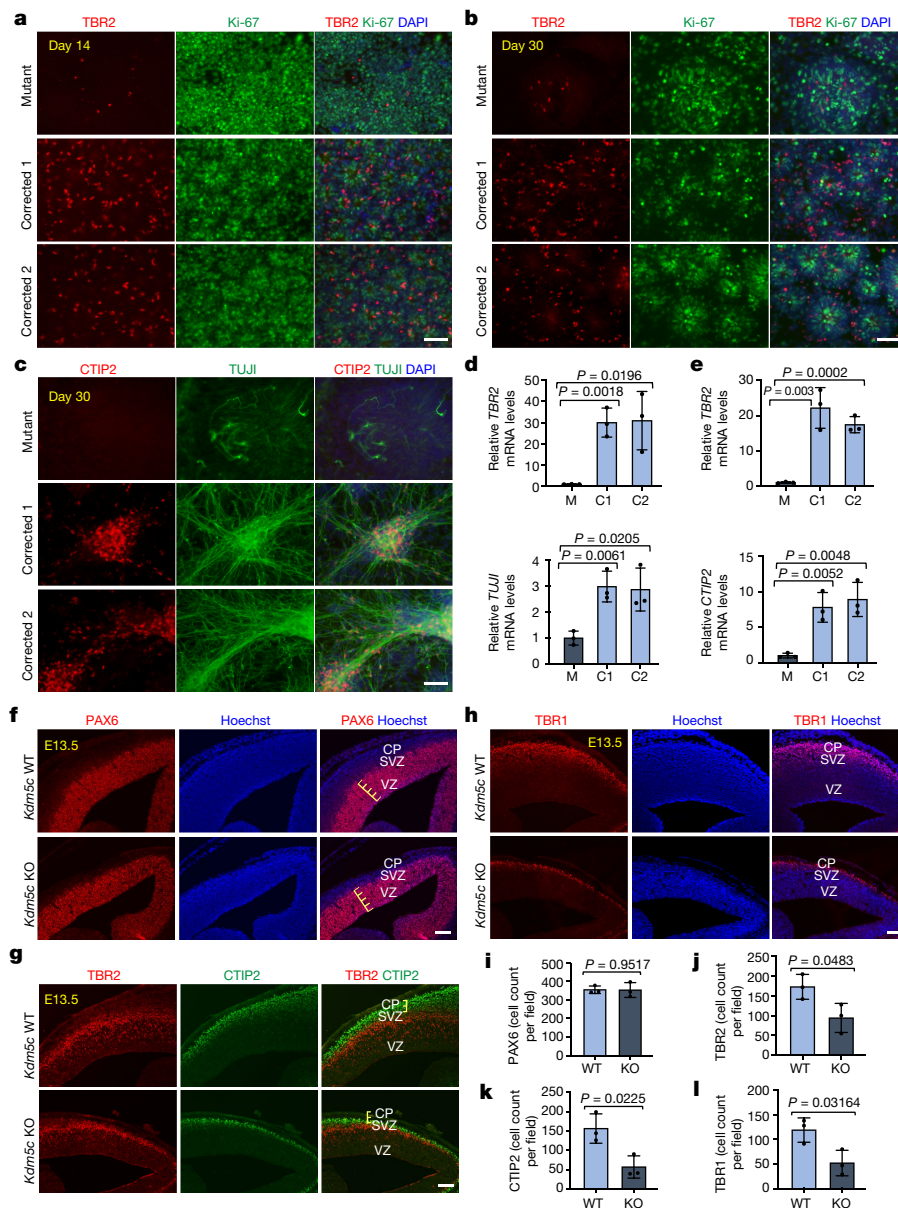 a
TBR2 Ki-67 TBR2 Ki-67 DAPI
Day 14
Mutant
Corrected 1
Corrected 2
b
TBR2 Ki-67 TBR2 Ki-67 DAPI
Day 30
Mutant
Corrected 1
Corrected 2
c
CTIP2 TUJI CTIP2 TUJI DAPI
Day 30
Mutant
Corrected 1
Corrected 2
d
P = 0.0196
P = 0.0018
Relative TBR2
mRNA levels
50
40
30
20
10
0
M C1 C2
P = 0.0205
P = 0.0061
Relative TUJI
mRNA levels
4
3
2
1
0
M C1 C2
e
P = 0.0002
P = 0.003
Relative TBR2
mRNA levels
30
20
10
0
M C1 C2
P = 0.0048
P = 0.0052
Relative CTIP2
mRNA levels
15
10
5
0
M C1 C2
f
PAX6 Hoechst PAX6 Hoechst
E13.5
Kdm5c WT
CP
SVZ
VZ
Kdm5c KO
CP
SVZ
VZ
g
TBR2 CTIP2 TBR2 CTIP2
E13.5
Kdm5c WT
CP
SVZ
VZ
Kdm5c KO
CP
SVZ
VZ
h
TBR1 Hoechst TBR1 Hoechst
E13.5
Kdm5c WT
CP
SVZ
VZ
Kdm5c KO
CP
SVZ
VZ
i
P = 0.9517
PAX6 (cell count
per field)
500
400
300
200
100
0
WT KO
j
P = 0.0483
TBR2 (cell count
per field)
250
200
150
100
50
0
WT KO
k
P = 0.0225
CTIP2 (cell count
per field)
250
200
150
100
50
0
WT KO
l
P = 0.03164
TBR1 (cell count
per field)
200
150
100
50
0
WT KO